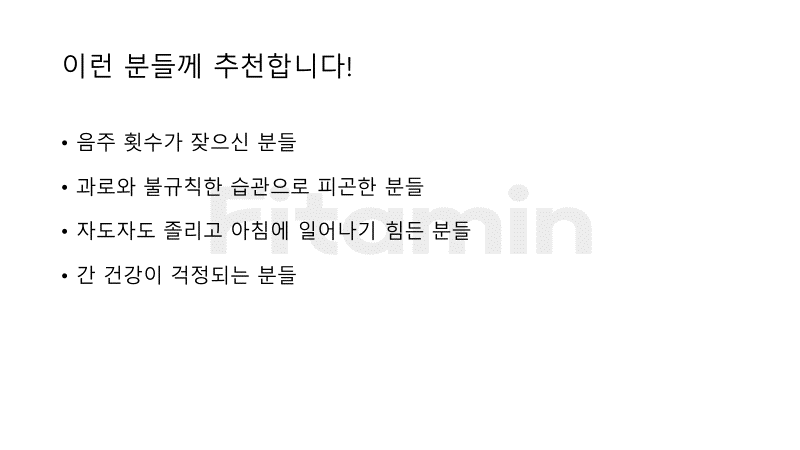 이런 분들께 추천합니다!
• 음주 횟수가 잦으신 분들
• 과로와 불규칙한 습관으로 피곤한 분들
• 자도자도 졸리고 아침에 일어나기 힘든 분들
• 간 건강이 걱정되는 분들
Fitamin